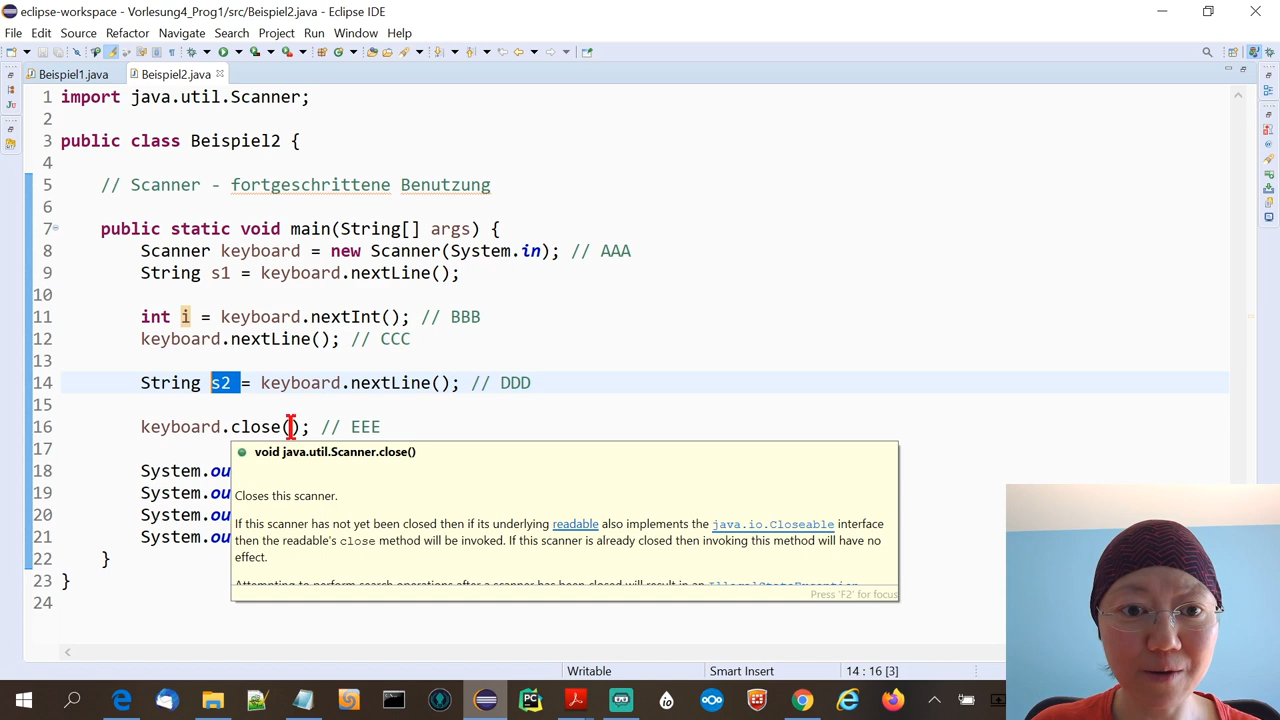 eclipse-workspace - Vorlesung4_Prog1/src/Beispiel2.java - Eclipse IDE
File Edit Source Refactor Navigate Search Project Run Window Help
Beispiel1.java Beispiel2.java
1 import java.util.Scanner;
2
3 public class Beispiel2 {
4
5 // Scanner - fortgeschrittene Benutzung
6
7 public static void main(String[] args) {
8 Scanner keyboard = new Scanner(System.in); // AAA
9 String s1 = keyboard.nextLine();
10
11 int i = keyboard.nextInt(); // BBB
12 keyboard.nextLine(); // CCC
13
14 String s2 = keyboard.nextLine(); // DDD
15
16 keyboard.close(); // EEE
17
18 System.ou
19 System.ou
20 System.ou
21 System.ou
22 }
23 }
24
void java.util.Scanner.close()
Closes this scanner.
If this scanner has not yet been closed then if its underlying readable also implements the java.io.Closeable interface
then the readable's close method will be invoked. If this scanner is already closed then invoking this method will have no
effect.
Attempting to perform search operations after a scanner has been closed will result in an IllegalStateException
Press 'F2' for focus
Writable Smart Insert 14 : 16 [3]